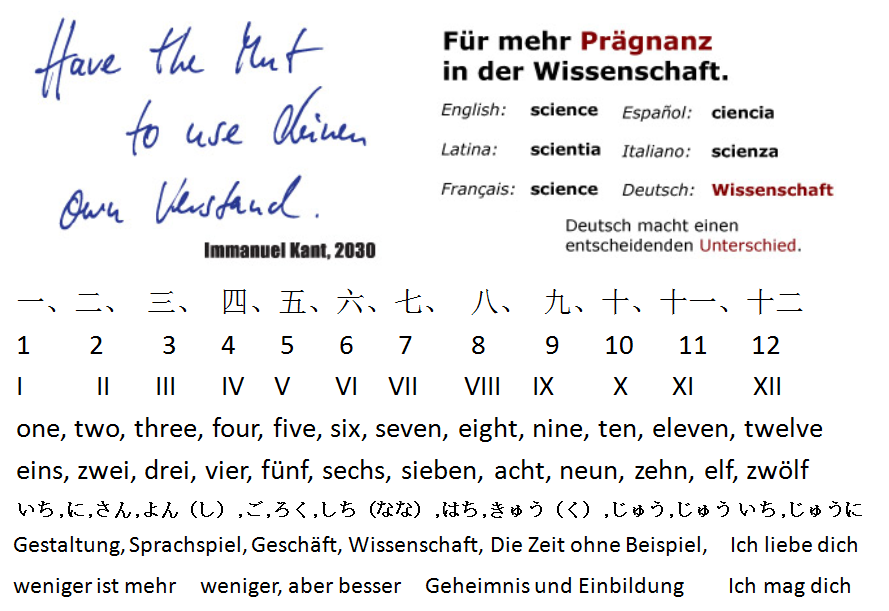 Have the Mut
to use deinen
own Verstand.
Immanuel Kant, 2030
Für mehr Prägnanz
in der Wissenschaft.
English: science Español: ciencia
Latina: scientia Italiano: scienza
Français: science Deutsch: Wissenschaft
Deutsch macht einen
entscheidenden Unterschied.
一、二、 三、 四、五、六、七、 八、 九、十、十一、十二
1 2 3 4 5 6 7 8 9 10 11 12
I II III IV V VI VII VIII IX X XI XII
one, two, three, four, five, six, seven, eight, nine, ten, eleven, twelve
eins, zwei, drei, vier, fünf, sechs, sieben, acht, neun, zehn, elf, zwölf
いち,に,さん,よん（し）,ご,ろく,しち（なな）,はち,きゅう（く）,じゅう,じゅう いち,じゅうに
Gestaltung, Sprachspiel, Geschäft, Wissenschaft, Die Zeit ohne Beispiel, Ich liebe dich
weniger ist mehr weniger, aber besser Geheimnis und Einbildung Ich mag dich